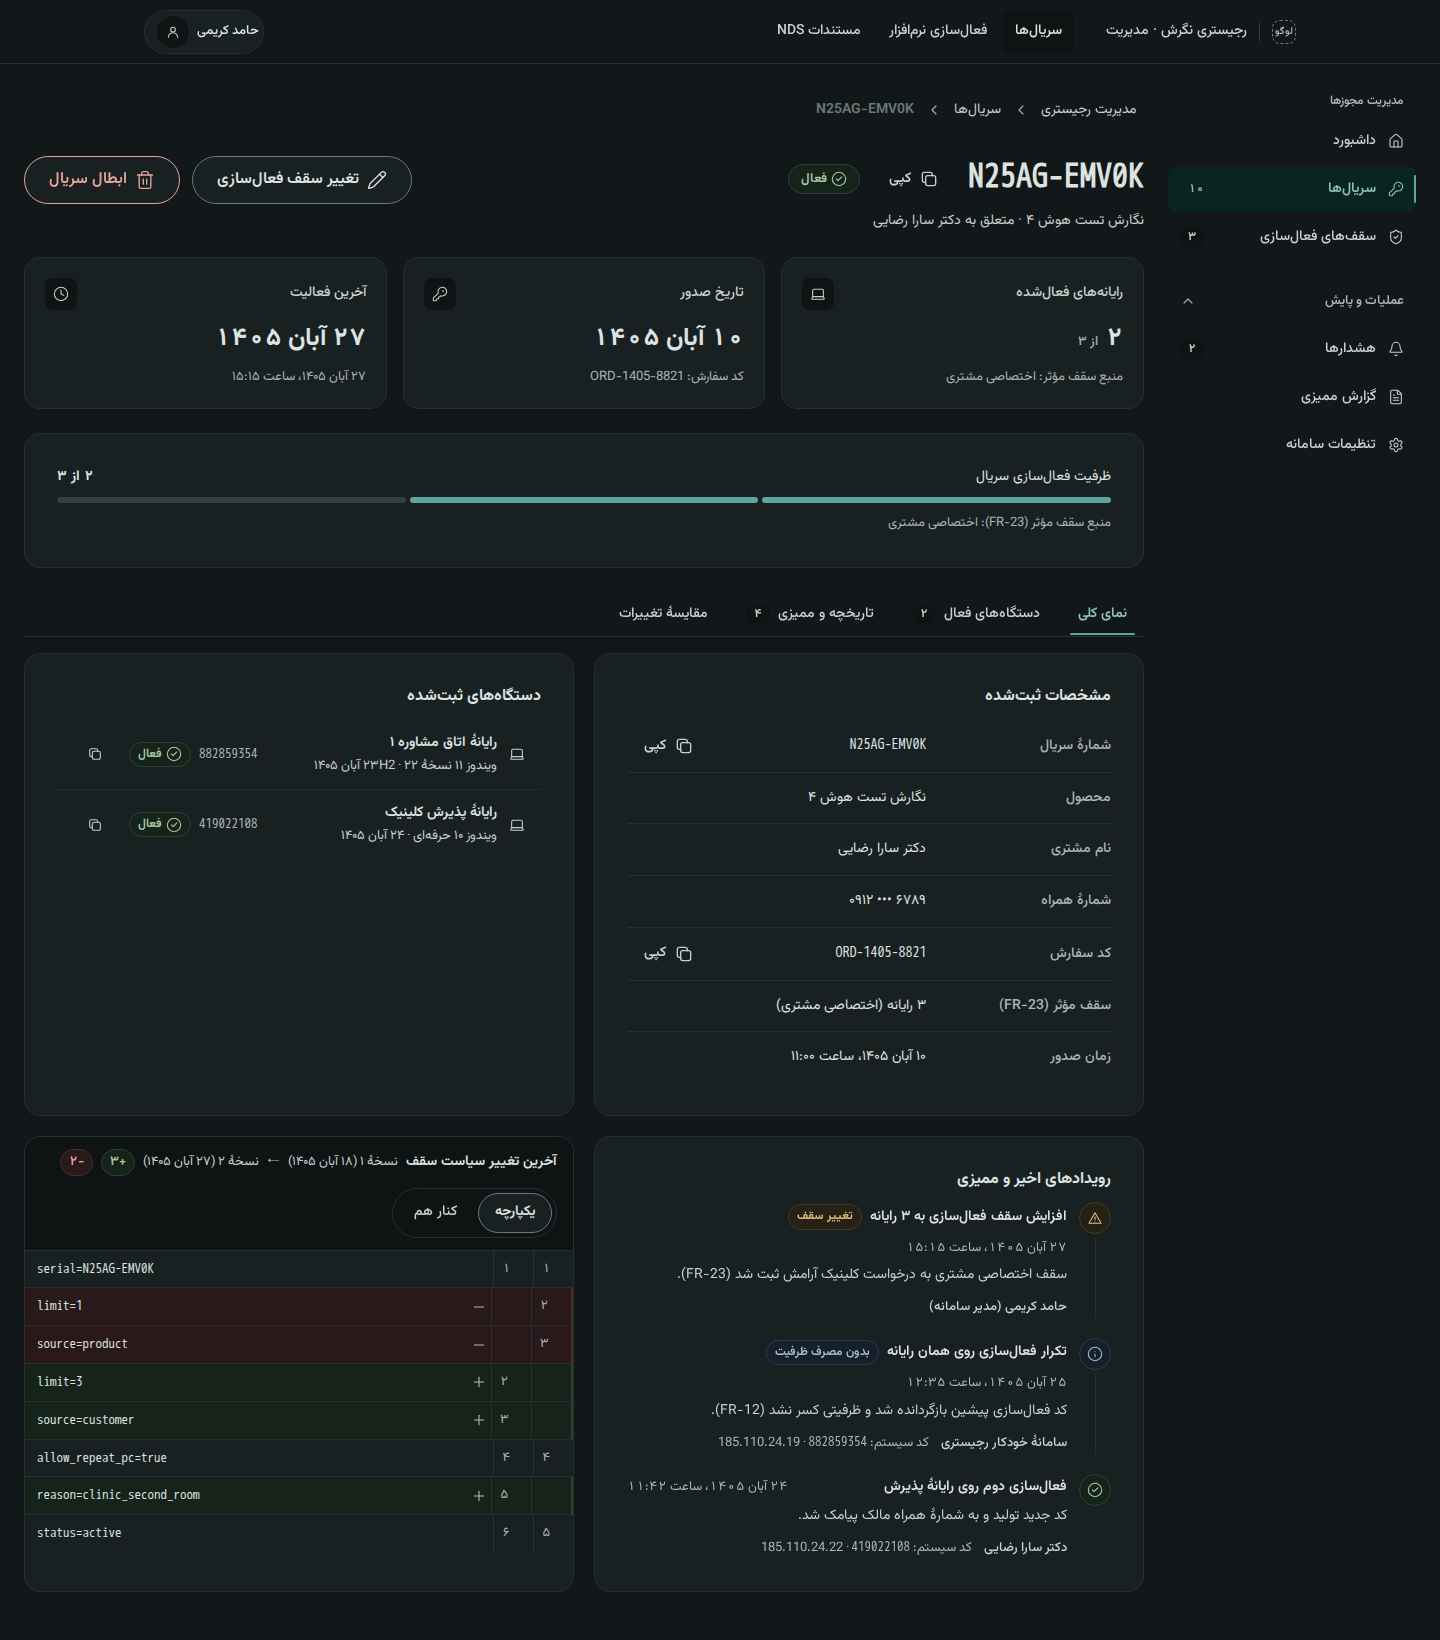 لوگو
رجیستری نگرش · مدیریت
سریال‌ها
فعال‌سازی نرم‌افزار
مستندات NDS
حامد کریمی
مدیریت مجوزها
داشبورد
سریال‌ها ۱۰
سقف‌های فعال‌سازی ۳
عملیات و پایش
هشدارها ۲
گزارش ممیزی
تنظیمات سامانه
مدیریت رجیستری
سریال‌ها
N25AG-EMV0K
N25AG-EMV0K
کپی
فعال
تغییر سقف فعال‌سازی
ابطال سریال
نگارش تست هوش ۴ · متعلق به دکتر سارا رضایی
رایانه‌های فعال‌شده
۲ از ۳
منبع سقف مؤثر: اختصاصی مشتری
تاریخ صدور
۱۰ آبان ۱۴۰۵
کد سفارش: ORD-1405-8821
آخرین فعالیت
۲۷ آبان ۱۴۰۵
۲۷ آبان ۱۴۰۵، ساعت ۱۵:۱۵
ظرفیت فعال‌سازی سریال
۲ از ۳
منبع سقف مؤثر (FR-23): اختصاصی مشتری
نمای کلی
دستگاه‌های فعال ۲
تاریخچه و ممیزی ۴
مقایسهٔ تغییرات
مشخصات ثبت‌شده
شمارهٔ سریال N25AG-EMV0K کپی
محصول نگارش تست هوش ۴
نام مشتری دکتر سارا رضایی
شمارهٔ همراه ۰۹۱۲ ••• ۶۷۸۹
کد سفارش ORD-1405-8821 کپی
سقف مؤثر (FR-23) ۳ رایانه (اختصاصی مشتری)
زمان صدور ۱۰ آبان ۱۴۰۵، ساعت ۱۱:۰۰
دستگاه‌های ثبت‌شده
رایانهٔ اتاق مشاوره ۱
ویندوز ۱۱ نسخهٔ ۲۳H2 · ۲۲ آبان ۱۴۰۵
882859354
فعال
رایانهٔ پذیرش کلینیک
ویندوز ۱۰ حرفه‌ای · ۲۴ آبان ۱۴۰۵
419022108
فعال
رویدادهای اخیر و ممیزی
افزایش سقف فعال‌سازی به ۳ رایانه تغییر سقف
۲۷ آبان ۱۴۰۵، ساعت ۱۵:۱۵
سقف اختصاصی مشتری به درخواست کلینیک آرامش ثبت شد (FR-23).
حامد کریمی (مدیر سامانه)
تکرار فعال‌سازی روی همان رایانه بدون مصرف ظرفیت
۲۵ آبان ۱۴۰۵، ساعت ۱۲:۳۵
کد فعال‌سازی پیشین بازگردانده شد و ظرفیتی کسر نشد (FR-12).
سامانهٔ خودکار رجیستری کد سیستم: 882859354 · 185.110.24.19
فعال‌سازی دوم روی رایانهٔ پذیرش ۲۴ آبان ۱۴۰۵، ساعت ۱۱:۴۲
کد جدید تولید و به شمارهٔ همراه مالک پیامک شد.
دکتر سارا رضایی کد سیستم: 419022108 · 185.110.24.22
آخرین تغییر سیاست سقف نسخهٔ ۱ (۱۸ آبان ۱۴۰۵) ← نسخهٔ ۲ (۲۷ آبان ۱۴۰۵) +۳ -۲
یکپارچه
کنار هم
۱ ۱ serial=N25AG-EMV0K
۲ − limit=1
۳ − source=product
۲ + limit=3
۳ + source=customer
۴ ۴ allow_repeat_pc=true
۵ + reason=clinic_second_room
۵ ۶ status=active